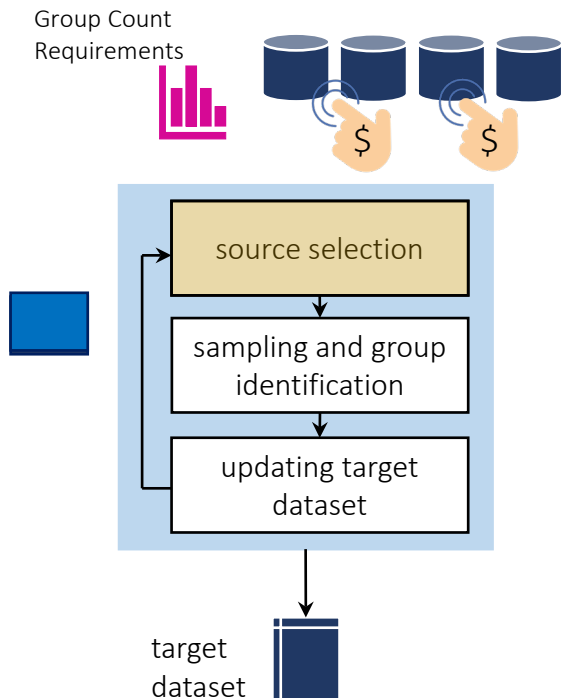 Group Count
Requirements
$
$
source selection
sampling and group
identification
updating target
dataset
target
dataset